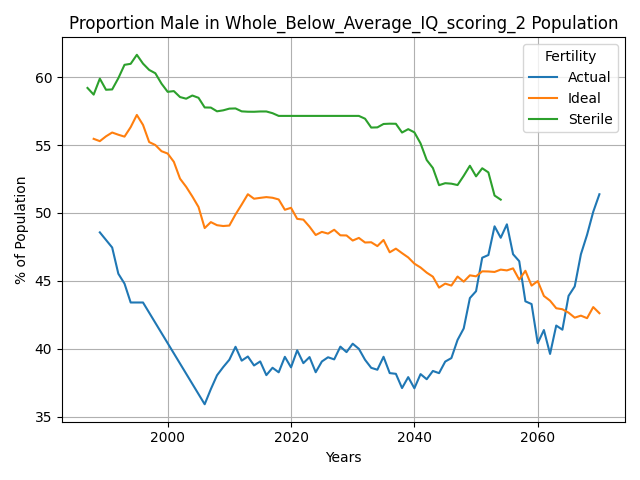 Proportion Male in Whole_Below_Average_IQ_scoring_2 Population
Fertility
Actual
Ideal
Sterile
% of Population
60
55
50
45
40
35
2000
2020
2040
2060
Years